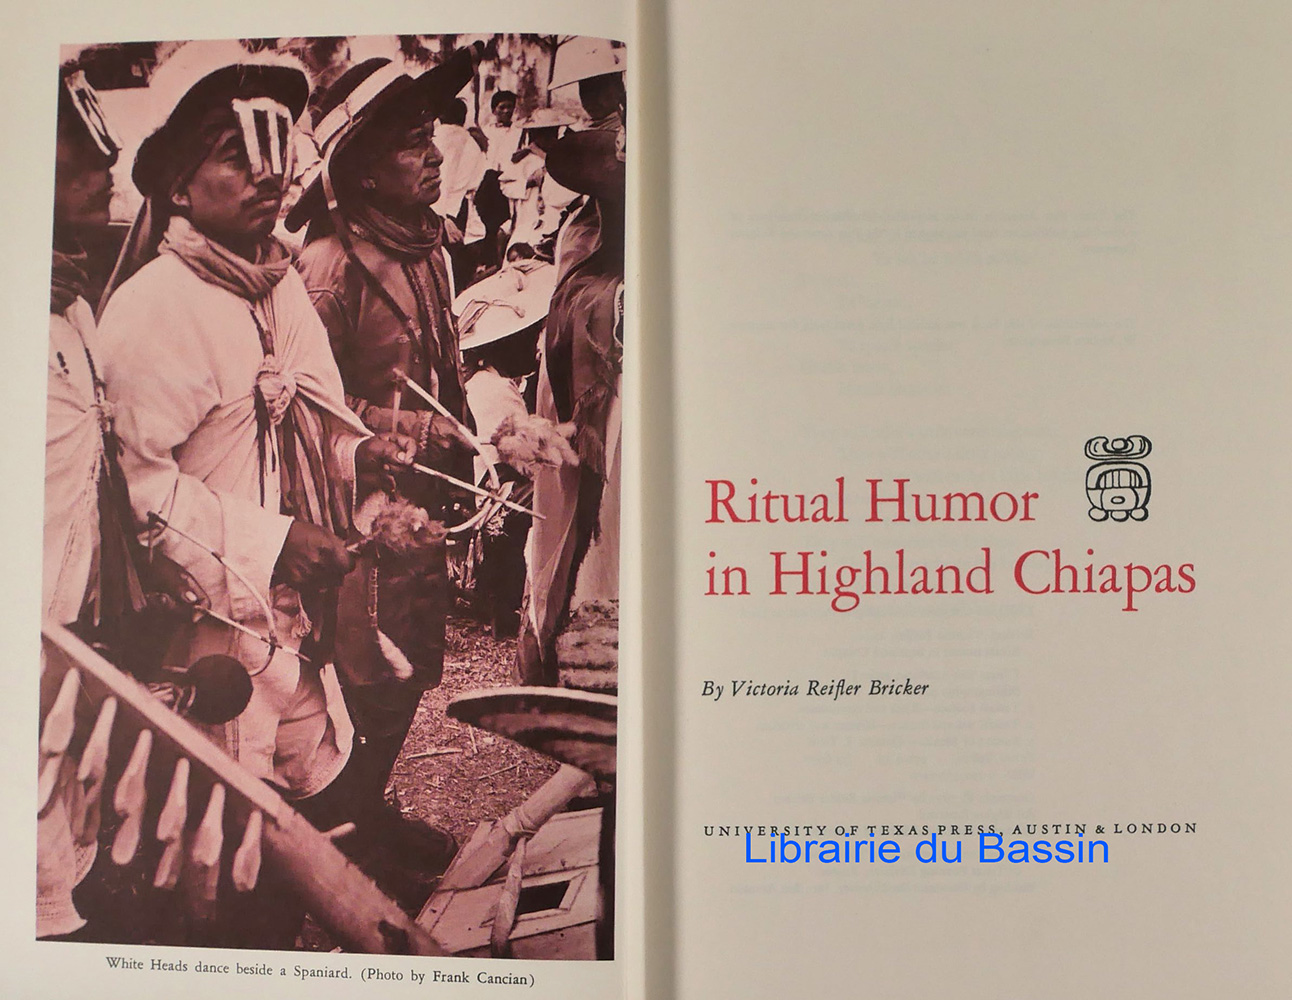 White Heads dance beside a Spaniard. (Photo by Frank Cancian)
Ritual Humor
in Highland Chiapas
By Victoria Reifler Bricker
UNIVERSITY OF TEXAS PRESS, AUSTIN & LONDON
Librairie du Bassin